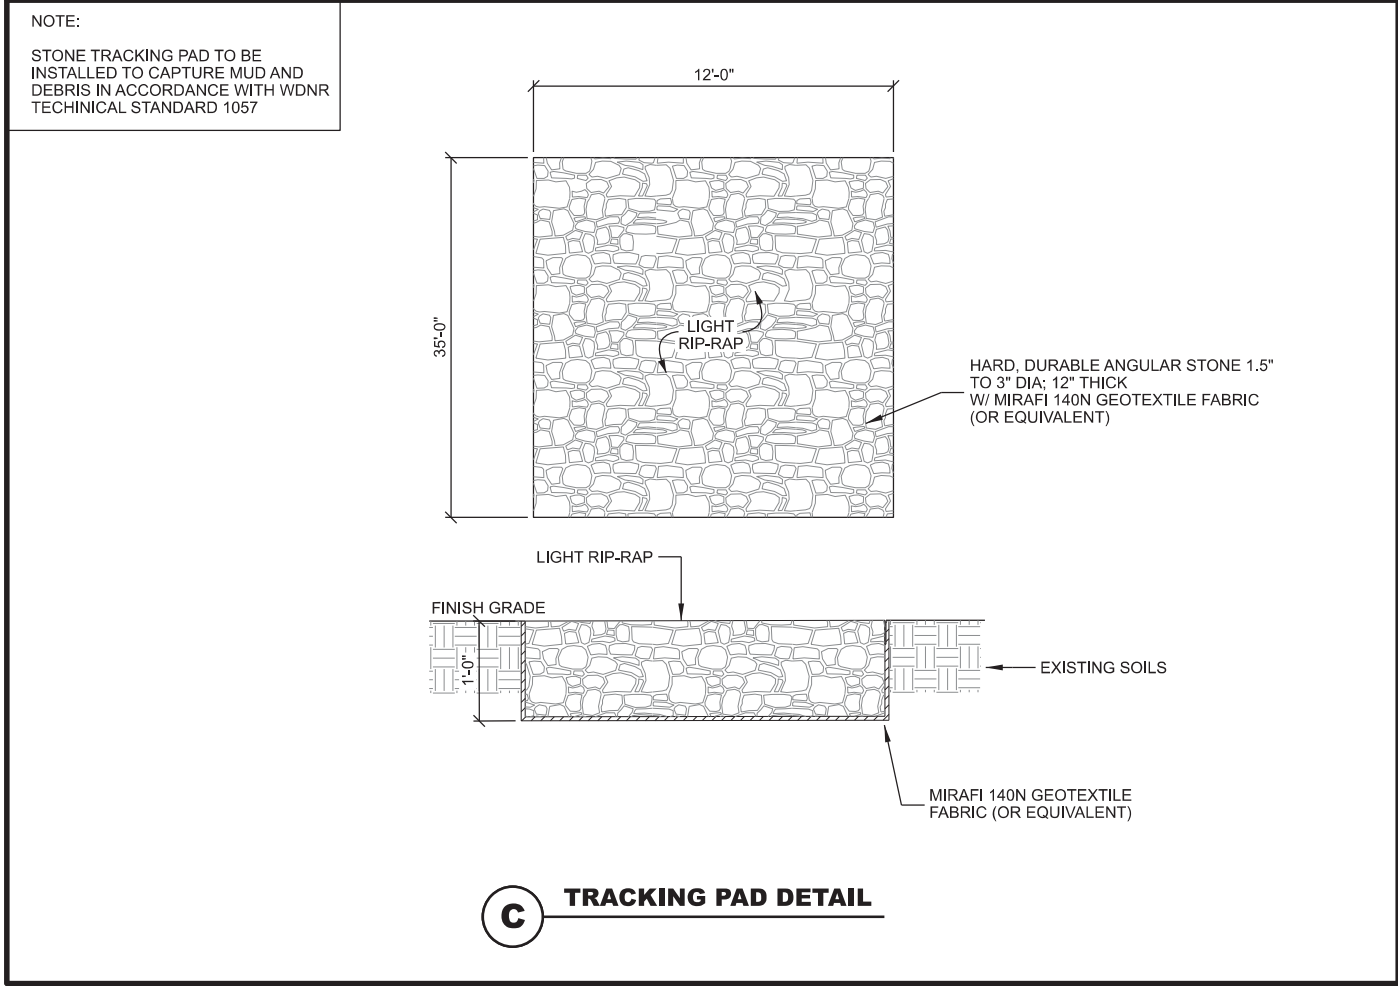 NOTE:
STONE TRACKING PAD TO BE
INSTALLED TO CAPTURE MUD AND
DEBRIS IN ACCORDANCE WITH WDNR
TECHINICAL STANDARD 1057
12'-0"
35'-0"
LIGHT
RIP-RAP
HARD, DURABLE ANGULAR STONE 1.5"
TO 3" DIA; 12" THICK
W/ MIRAFI 140N GEOTEXTILE FABRIC
(OR EQUIVALENT)
LIGHT RIP-RAP
FINISH GRADE
1'-0"
EXISTING SOILS
MIRAFI 140N GEOTEXTILE
FABRIC (OR EQUIVALENT)
C
TRACKING PAD DETAIL